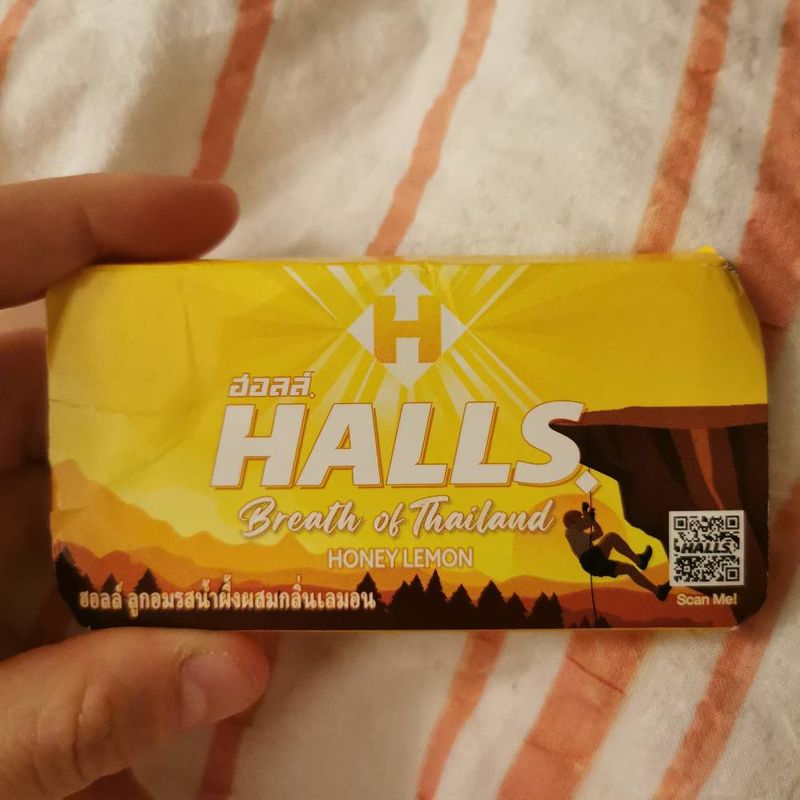 H
ฮอลล์
HALLS
Breath of Thailand
HONEY LEMON
ฮอลล์ ลูกอมรสน้ำผึ้งผสมกลิ่นเลมอน
HALLS
Scan Me!